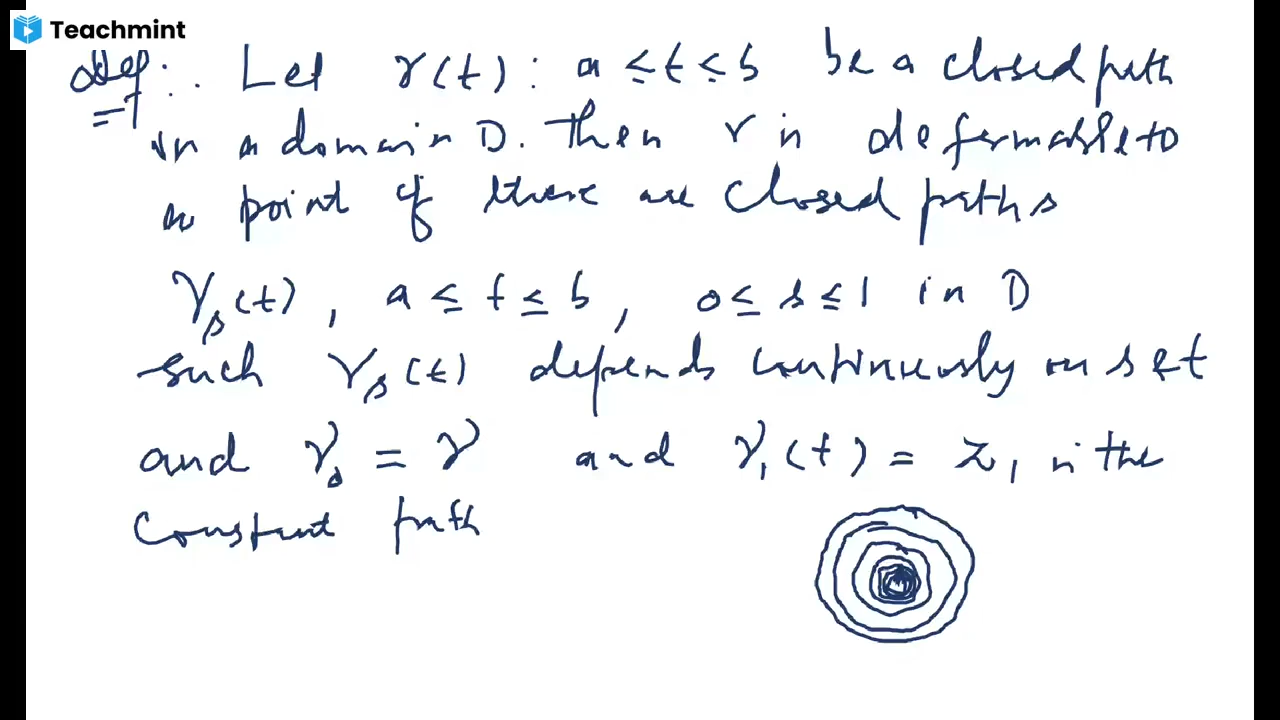 Teachmint
Def:. Let γ(t) : a ≤ t ≤ b be a closed path
in a domain D. Then γ is deformable to
a point if there are closed paths
γₛ(t), a ≤ t ≤ b, 0 ≤ s ≤ 1 in D
such γₛ(t) depends continuously on s & t
and γ₀ = γ and γ₁(t) = z₁ is the
constant path